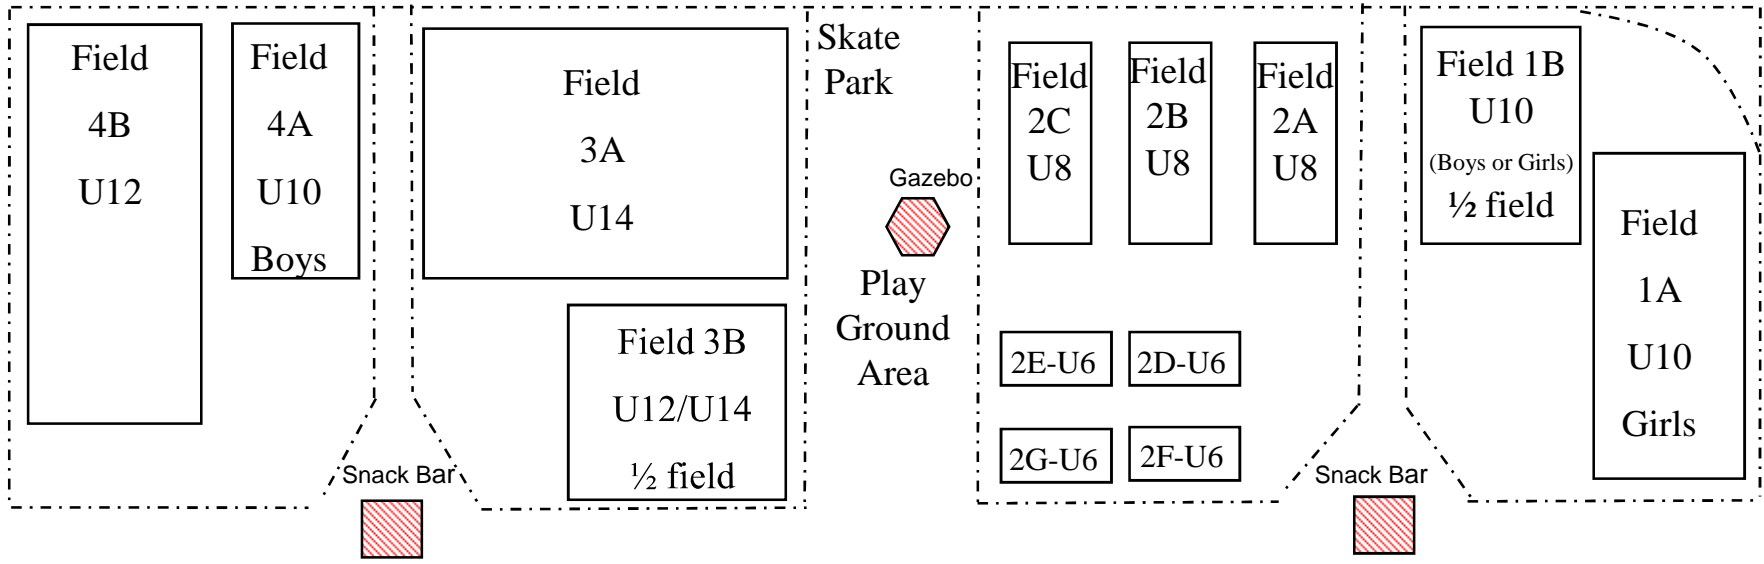 Field
4B
U12
Field
4A
U10
Boys
Field
3A
U14
Field 3B
U12/U14
½ field
Snack Bar
Skate
Park
Gazebo
Play
Ground
Area
Field
2C
U8
Field
2B
U8
Field
2A
U8
2E-U6
2D-U6
2G-U6
2F-U6
Field 1B
U10
(Boys or Girls)
½ field
Field
1A
U10
Girls
Snack Bar